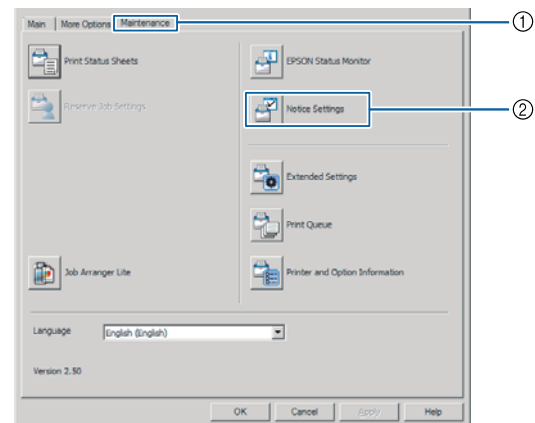 Main More Options Maintenance ①
Print Status Sheets EPSON Status Monitor
Reserve Job Settings Notice Settings ②
Extended Settings
Print Queue
Job Arranger Lite Printer and Option Information
Language English (English)
Version 2.50
OK Cancel Apply Help